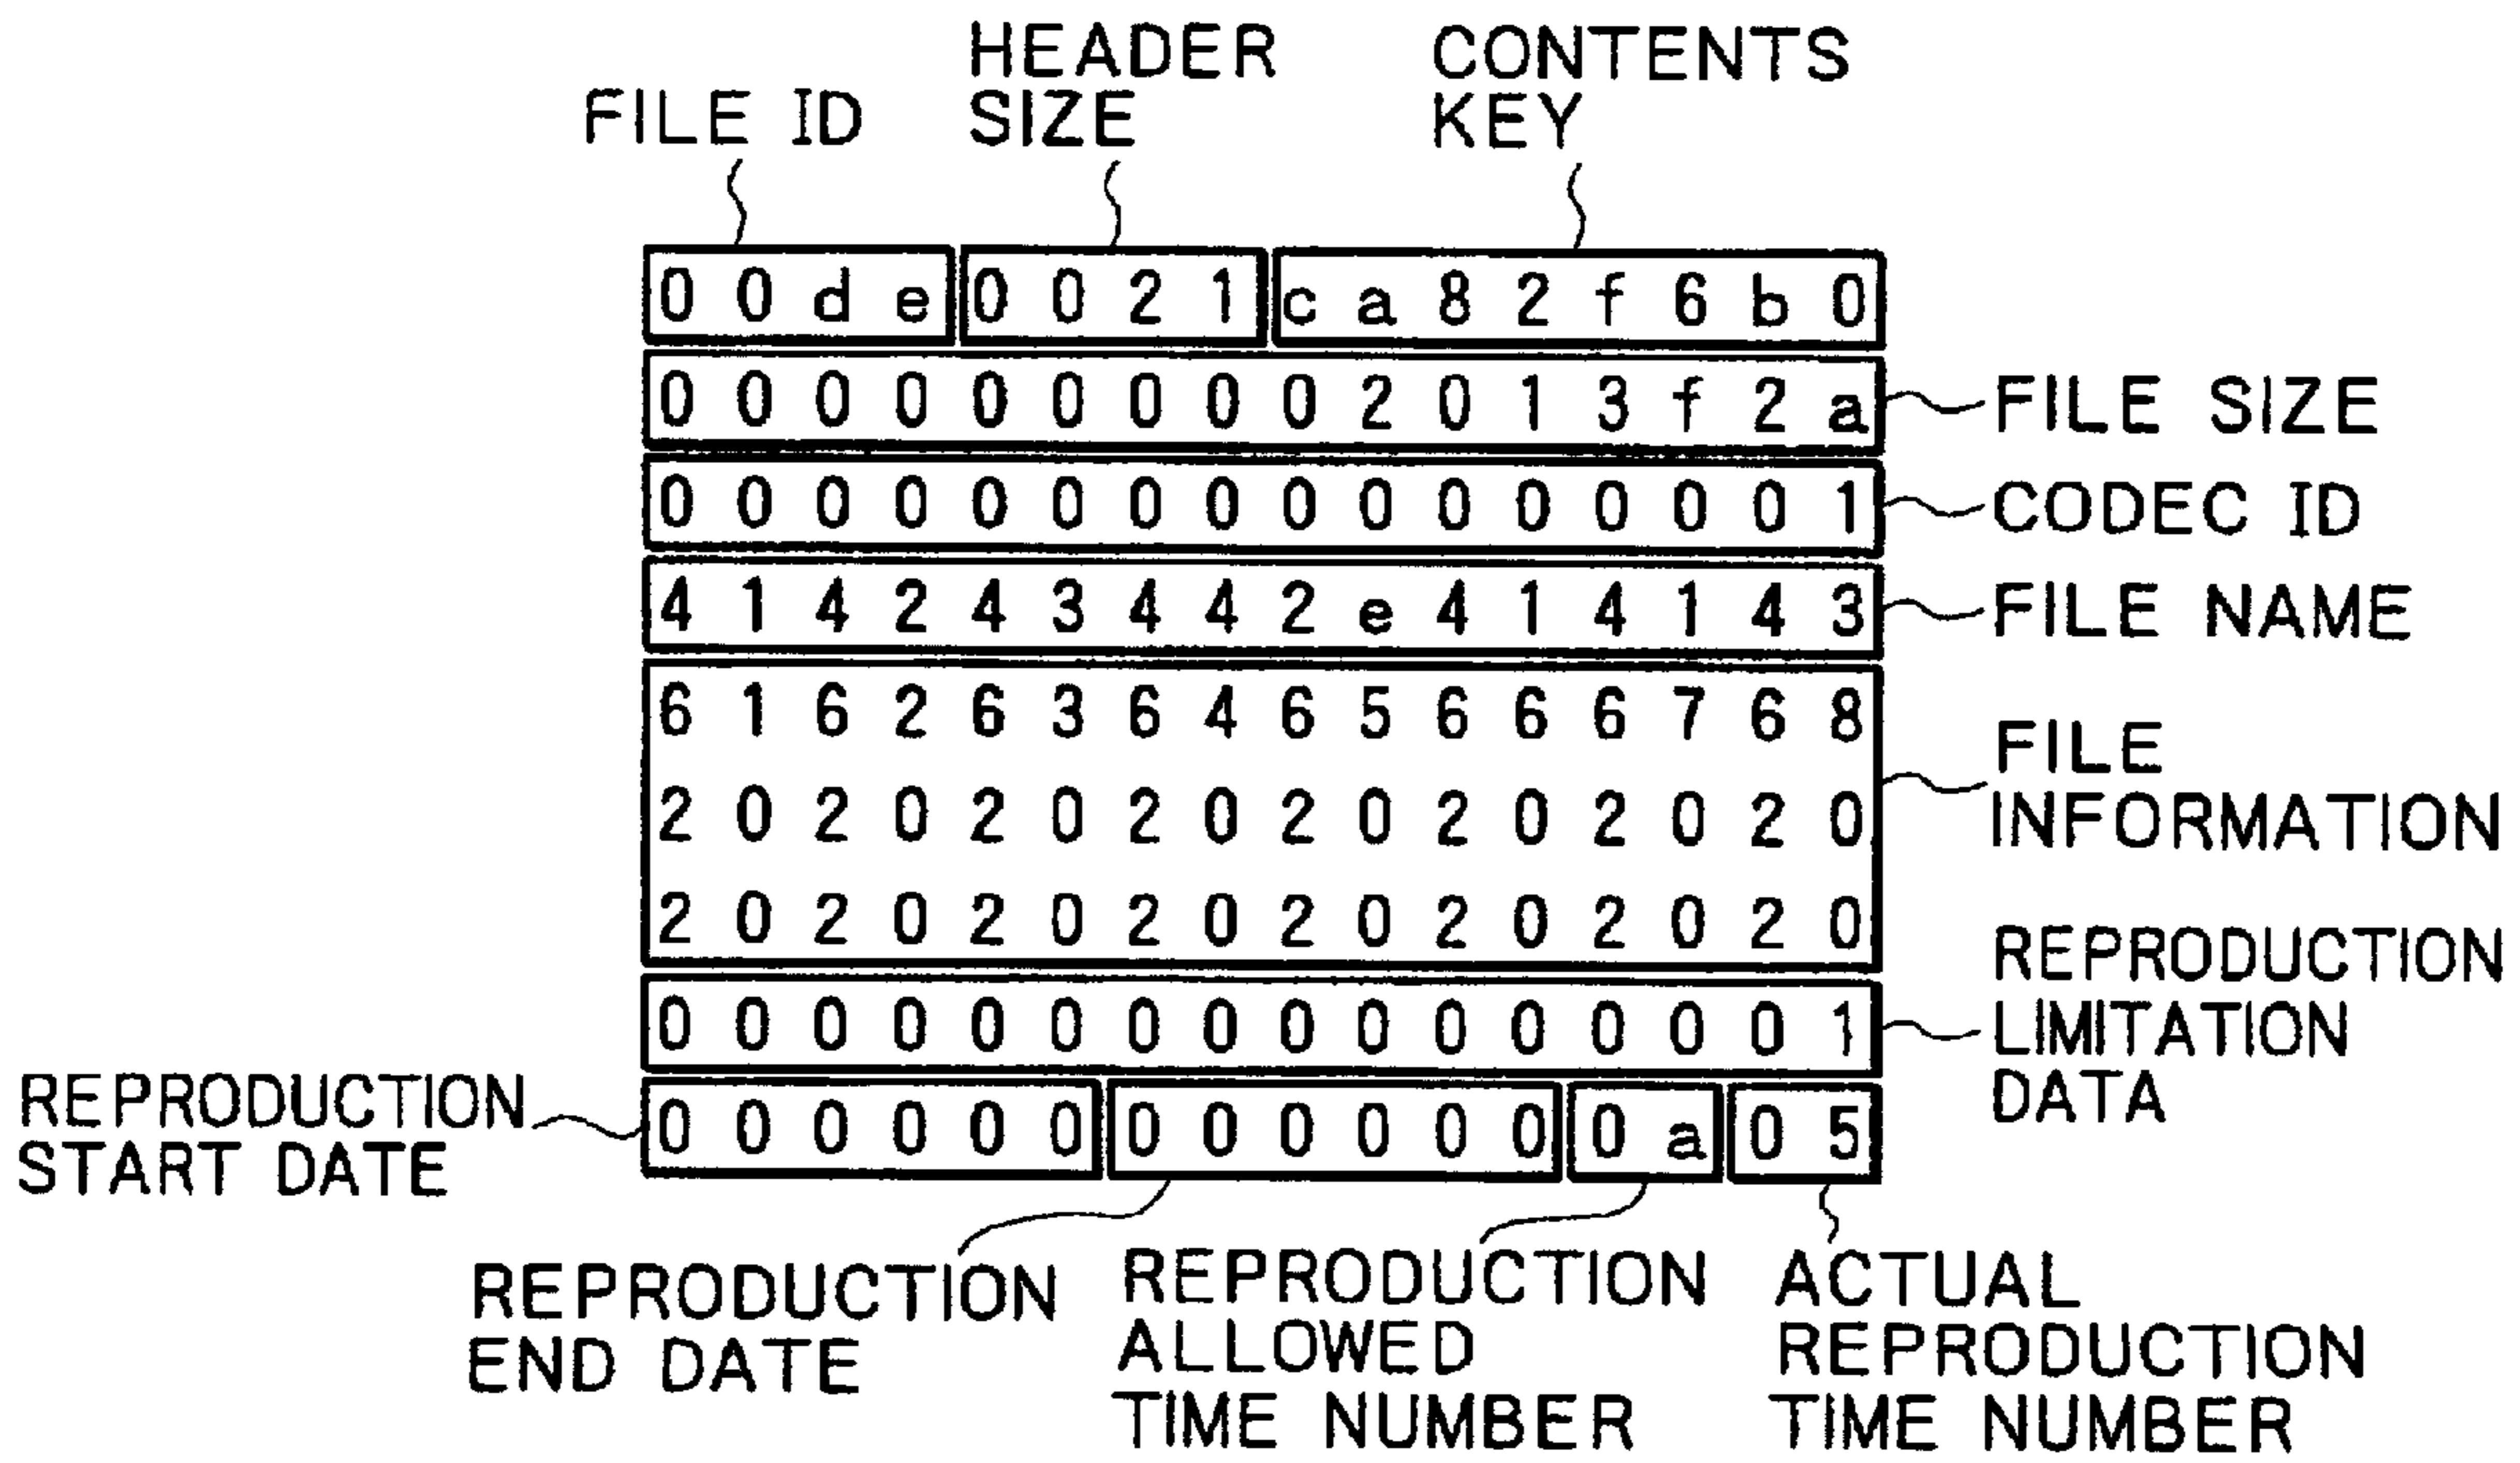 HEADER
SIZE
CONTENTS
KEY
FILE ID
0 0 d e 0 0 2 1 c a 8 2 f 6 b 0
0 0 0 0 0 0 0 0 0 2 0 1 3 f 2 a
FILE SIZE
0 0 0 0 0 0 0 0 0 0 0 0 0 0 0 1
CODEC ID
4 1 4 2 4 3 4 4 2 e 4 1 4 1 4 3
FILE NAME
6 1 6 2 6 3 6 4 6 5 6 6 6 7 6 8
2 0 2 0 2 0 2 0 2 0 2 0 2 0 2 0
2 0 2 0 2 0 2 0 2 0 2 0 2 0 2 0
FILE
INFORMATION
0 0 0 0 0 0 0 0 0 0 0 0 0 0 0 1
REPRODUCTION
LIMITATION
DATA
REPRODUCTION
START DATE
0 0 0 0 0 0 0 0 0 0 0 0 0 a 0 5
REPRODUCTION
END DATE
REPRODUCTION
ALLOWED
TIME NUMBER
ACTUAL
REPRODUCTION
TIME NUMBER